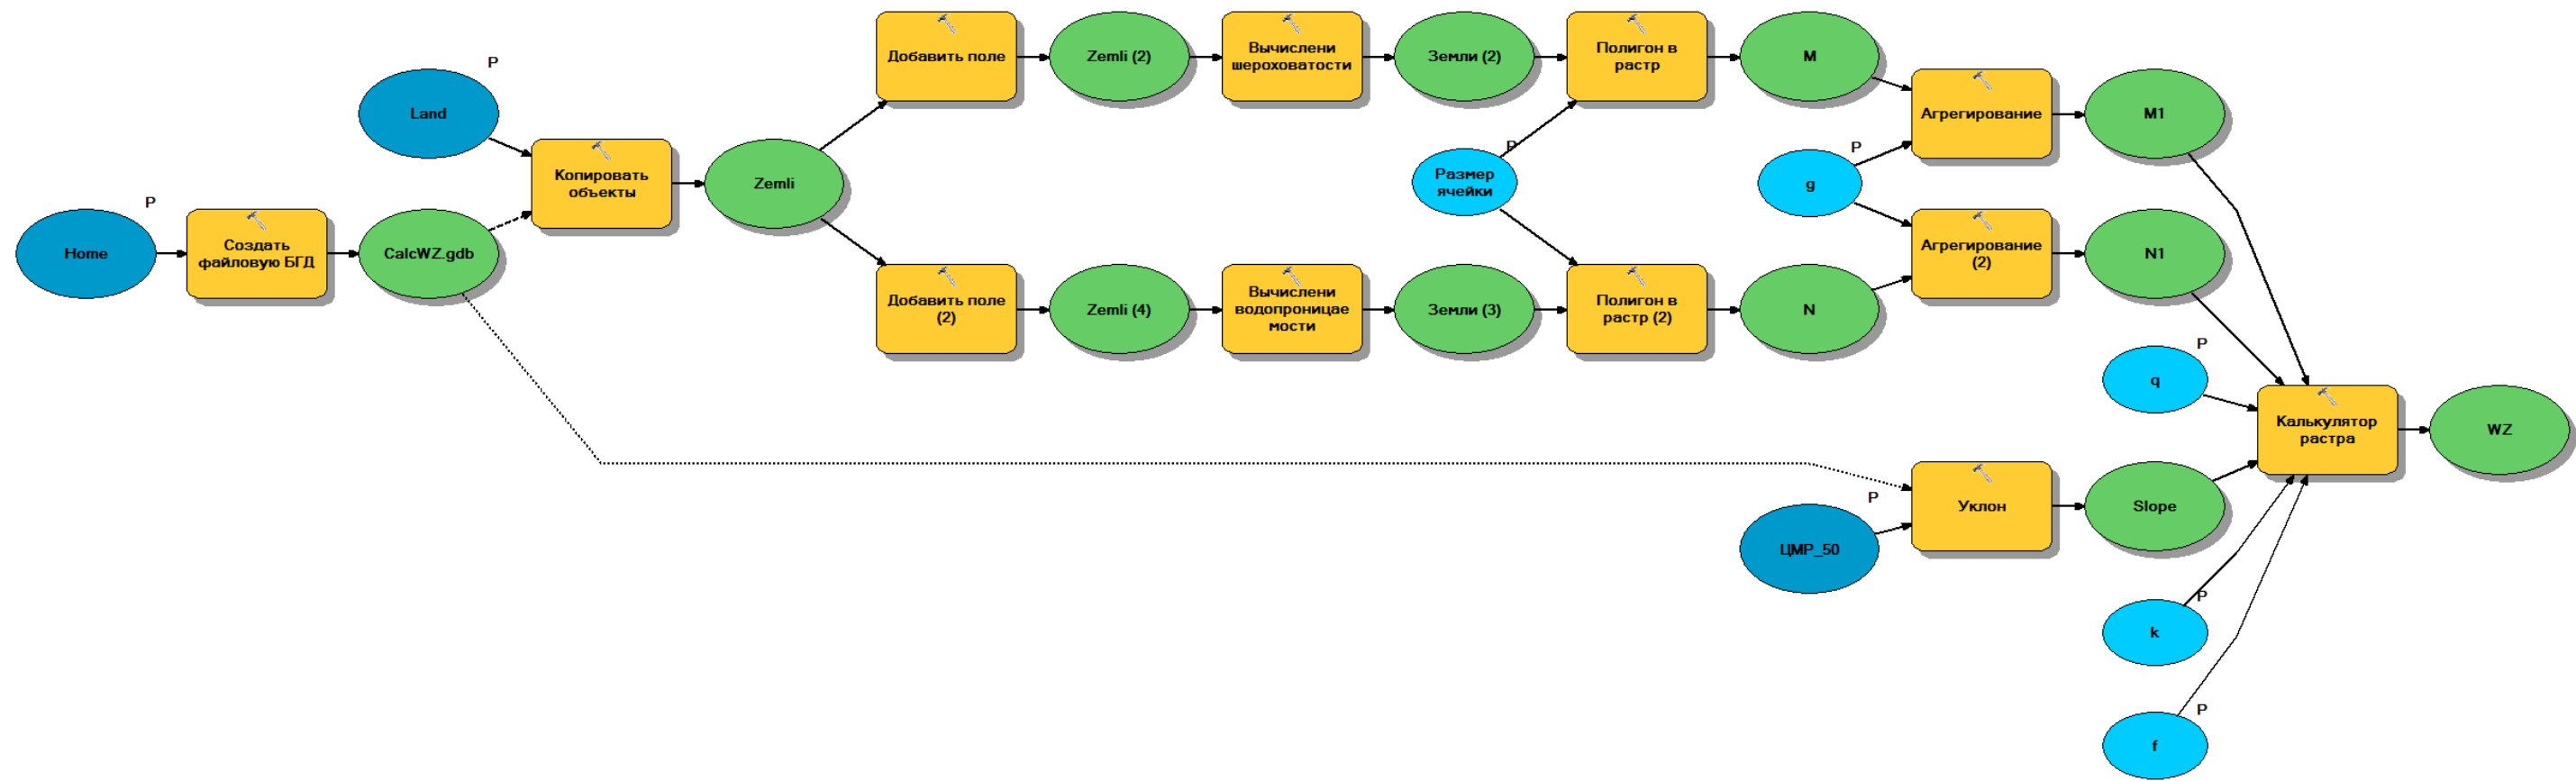 P
Land
P
Home
Создать
файловую БГД
CalcWZ.gdb
Копировать
объекты
Zemli
Добавить поле
Zemli (2)
Вычислени
шероховатости
Земли (2)
Полигон в
растр
M
Добавить поле
(2)
Zemli (4)
Вычислени
водопроницае
мости
Земли (3)
Полигон в
растр (2)
N
P
Размер
ячейки
P
g
Агрегирование
M1
Агрегирование
(2)
N1
P
q
P
ЦМР_50
Уклон
Slope
P
k
P
f
Калькулятор
растра
WZ